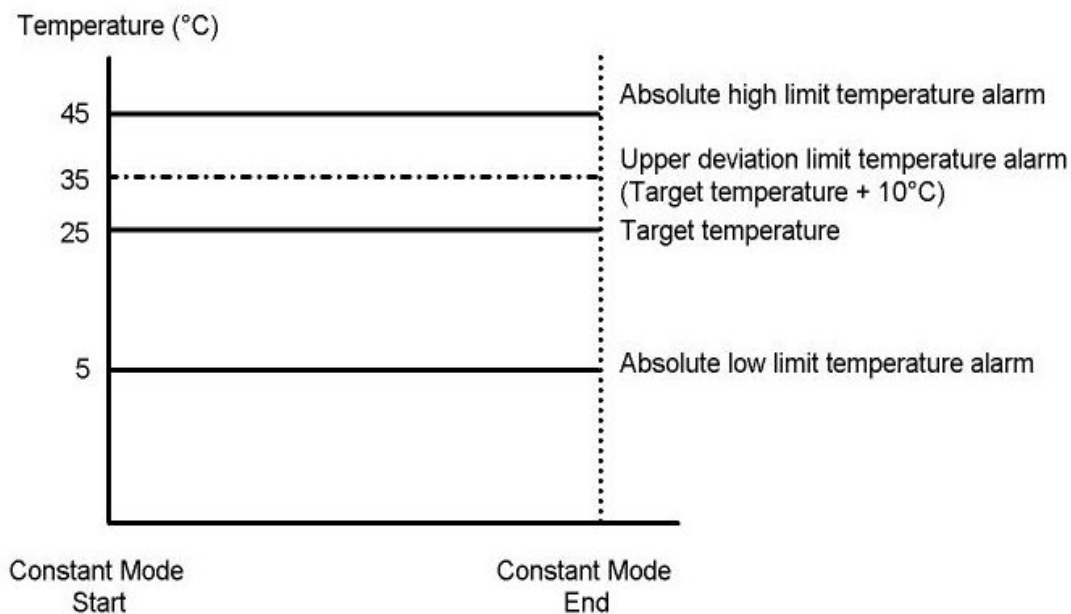 Temperature (°C)
45
Absolute high limit temperature alarm
35
Upper deviation limit temperature alarm
(Target temperature + 10°C)
25
Target temperature
5
Absolute low limit temperature alarm
Constant Mode
Start
Constant Mode
End